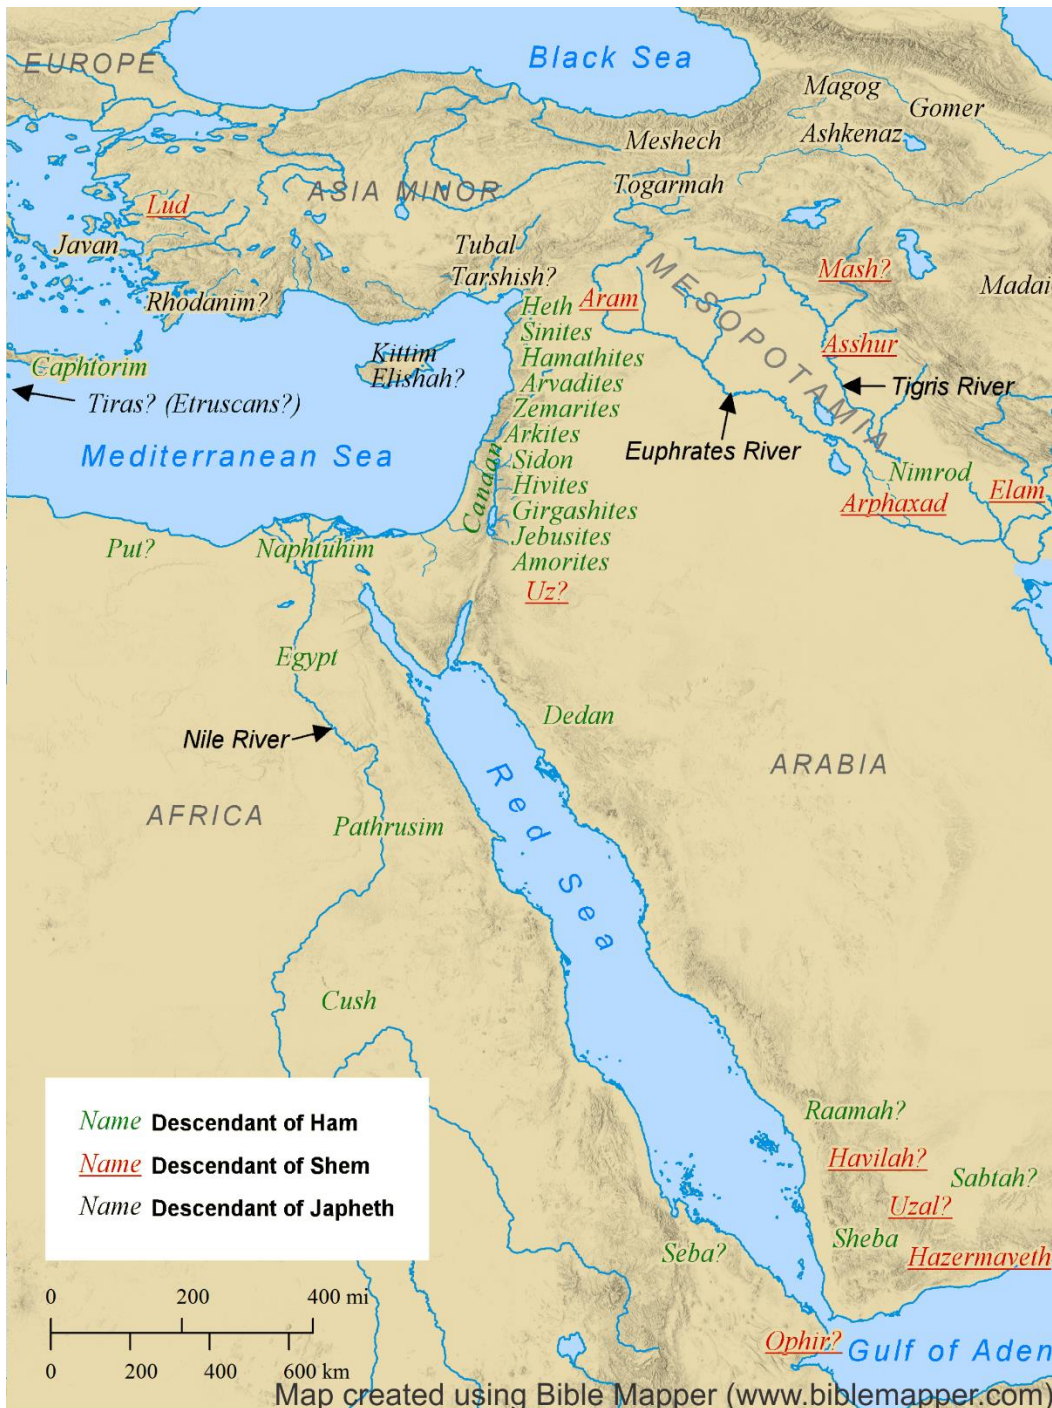 Black Sea
EUROPE
Magog
Gomer
Ashkenaz
Meshech
Togarmah
ASIA MINOR
Lud
Javan
Tubal
Tarshish?
Rhodanim?
MESOPOTAMIA
Mash?
Madai
Aram
Heth
Sinites
Hamathites
Arvadites
Zemarites
Arkites
Sidon
Hivites
Girgashites
Jebusites
Amorites
Uz?
Canaan
Asshur
Tigris River
Euphrates River
Kittim
Elishah?
Caphtorim
Tiras? (Etruscans?)
Mediterranean Sea
Nimrod
Arphaxad
Elam
Put?
Naphtuhim
Egypt
Nile River
Dedan
Red Sea
ARABIA
AFRICA
Pathrusim
Cush
Raamah?
Havilah?
Sabtah?
Uzal?
Sheba
Hazermaveth
Seba?
Ophir?
Gulf of Aden
Name Descendant of Ham
Name Descendant of Shem
Name Descendant of Japheth
0 200 400 mi
0 200 400 600 km
Map created using Bible Mapper (www.biblemapper.com)